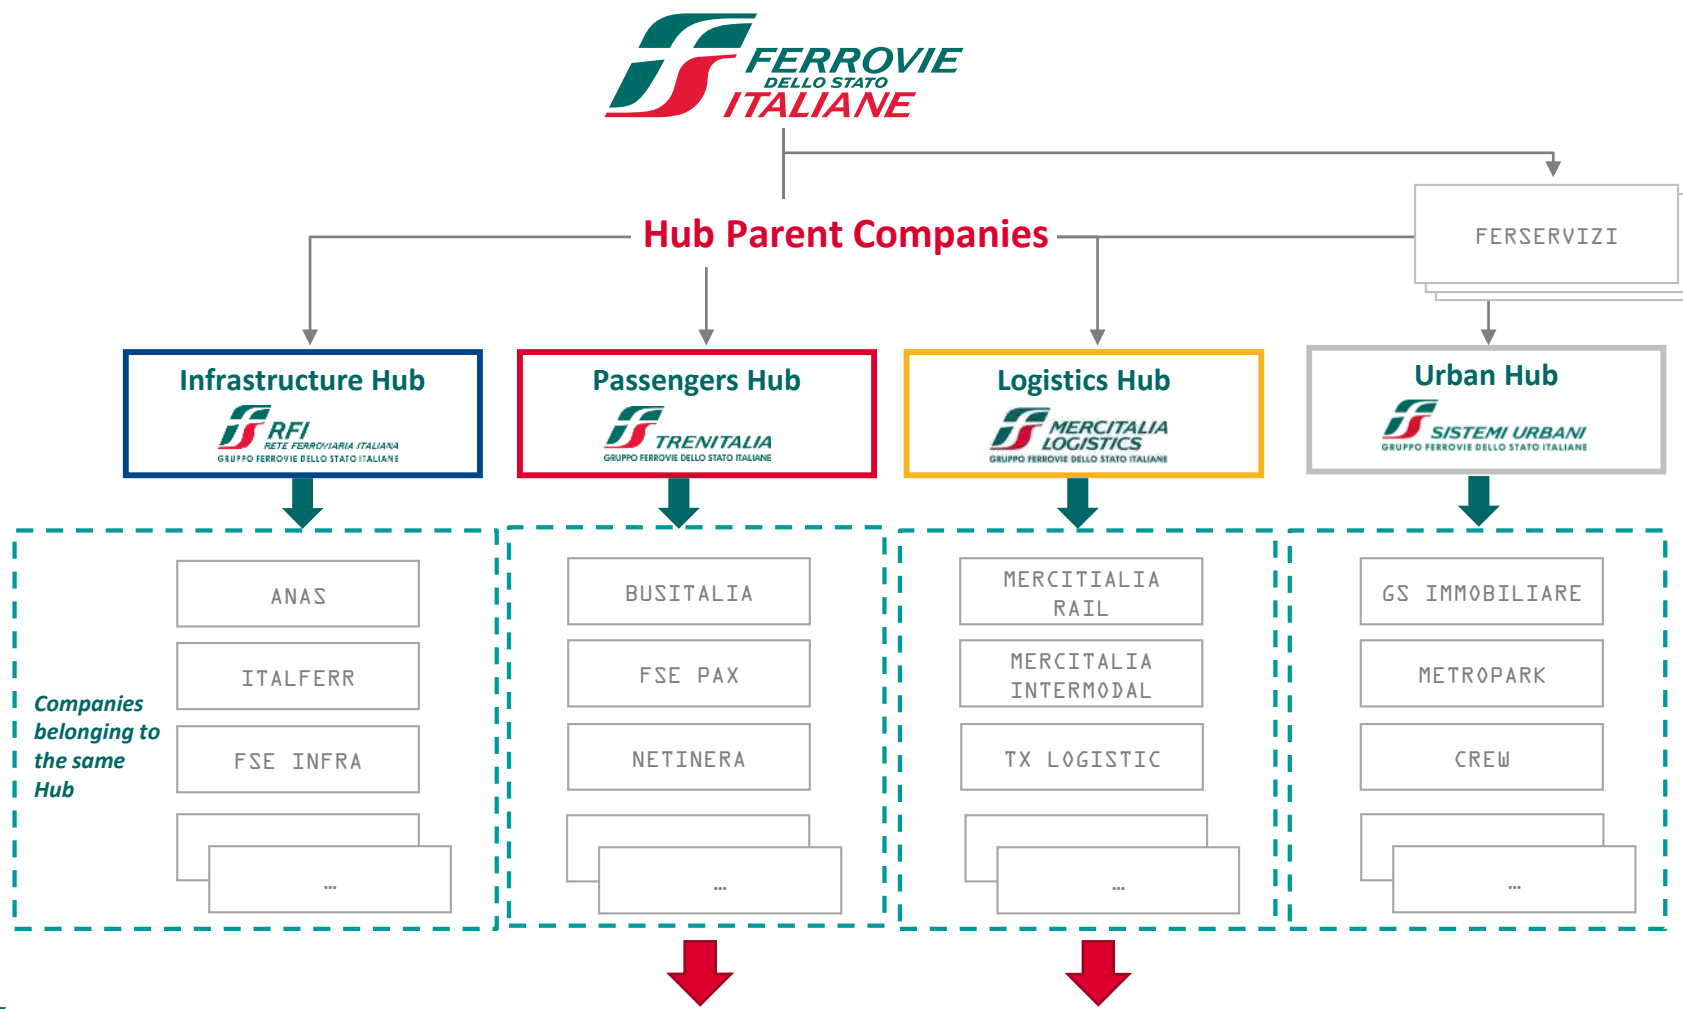 FERROVIE
DELLO STATO
ITALIANE
Hub Parent Companies
FERSERVIZI
Infrastructure Hub
RFI
RETE FERROVIARIA ITALIANA
GRUPPO FERROVIE DELLO STATO ITALIANE
Passengers Hub
TRENITALIA
GRUPPO FERROVIE DELLO STATO ITALIANE
Logistics Hub
MERCITALIA
LOGISTICS
GRUPPO FERROVIE DELLO STATO ITALIANE
Urban Hub
SISTEMI URBANI
GRUPPO FERROVIE DELLO STATO ITALIANE
Companies
belonging to
the same
Hub
ANAS
ITALFERR
FSE INFRA
...
BUSITALIA
FSE PAX
NETINERA
...
MERCITIALIA
RAIL
MERCITALIA
INTERMODAL
TX LOGISTIC
...
GS IMMOBILIARE
METROPARK
CREW
...